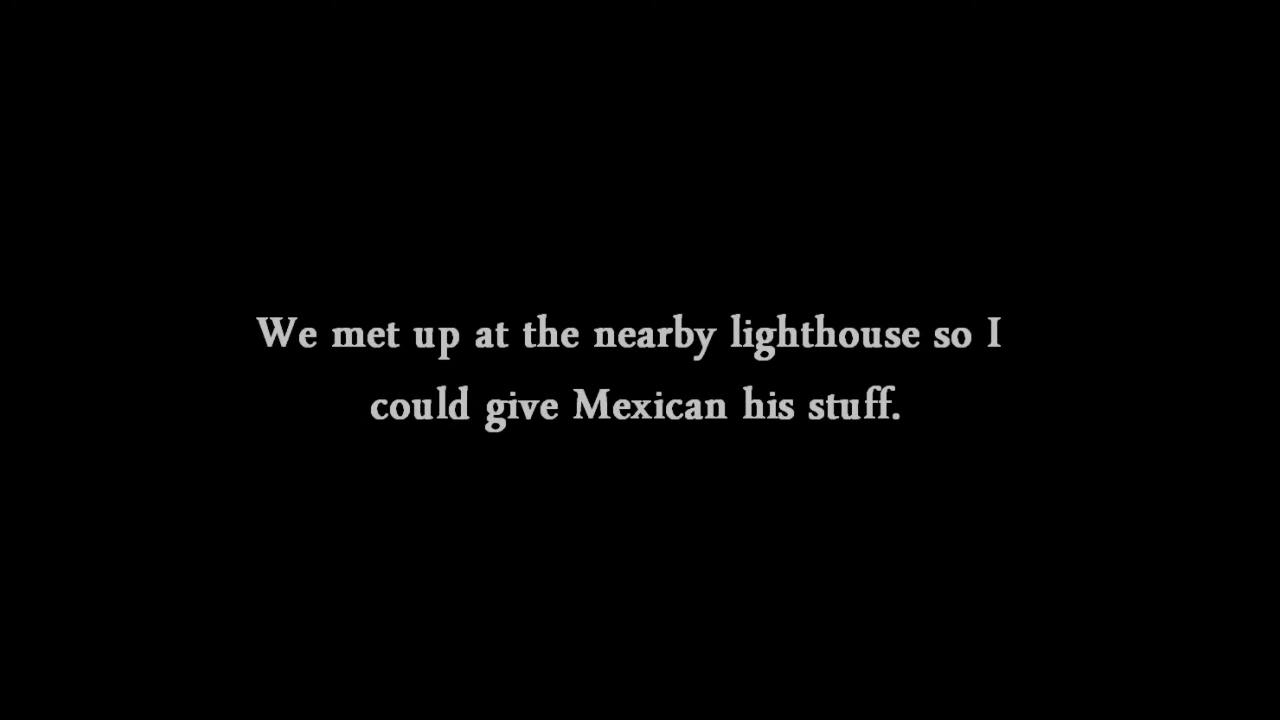 We met up at the nearby lighthouse so I
could give Mexican his stuff.